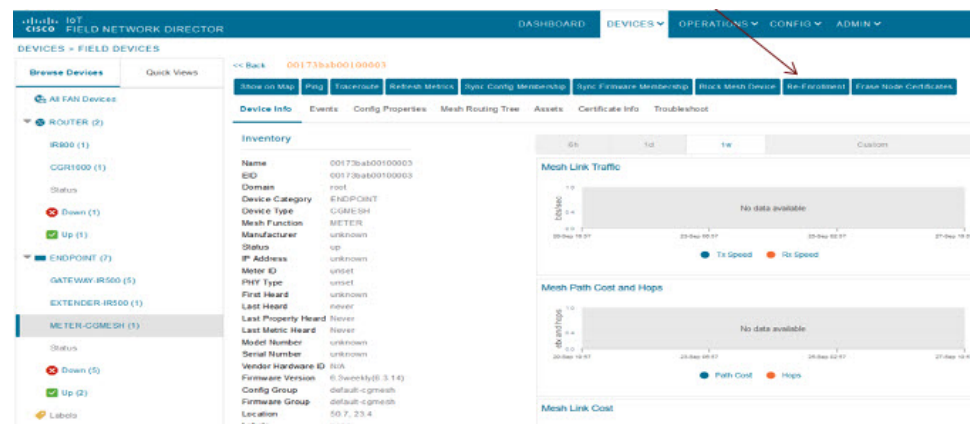 IoT
CISCO FIELD NETWORK DIRECTOR
DASHBOARD DEVICES OPERATIONS CONFIG ADMIN
DEVICES > FIELD DEVICES
Browse Devices Quick Views
All FAN Devices
ROUTER (2)
IR800 (1)
CGR1000 (1)
Status
Down (1)
Up (1)
ENDPOINT (7)
GATEWAY-IR500 (5)
EXTENDER-IR500 (1)
METER-CGMESH (1)
Status
Down (5)
Up (2)
Labels
<< Back 00173bab00100003
Show on Map Ping Traceroute Refresh Metrics Sync Config Membership Sync Firmware Membership Block Mesh Device Re-Enrollment Erase Node Certificates
Device Info Events Config Properties Mesh Routing Tree Assets Certificate Info Troubleshoot
Inventory
Name 00173bab00100003
EID 00173bab00100003
Domain root
Device Category ENDPOINT
Device Type CGMESH
Mesh Function METER
Manufacturer unknown
Status up
IP Address unknown
Meter ID unset
PHY Type unset
First Heard unknown
Last Heard never
Last Property Heard Never
Last Metric Heard Never
Model Number unknown
Serial Number unknown
Vendor Hardware ID N/A
Firmware Version 6.3weekly(6.3.14)
Config Group default-cgmesh
Firmware Group default-cgmesh
Location 50.7, 23.4
6h 1d 1w Custom
Mesh Link Traffic
bits/sec
No data available
Tx Speed Rx Speed
Mesh Path Cost and Hops
etx and hops
No data available
Path Cost Hops
Mesh Link Cost